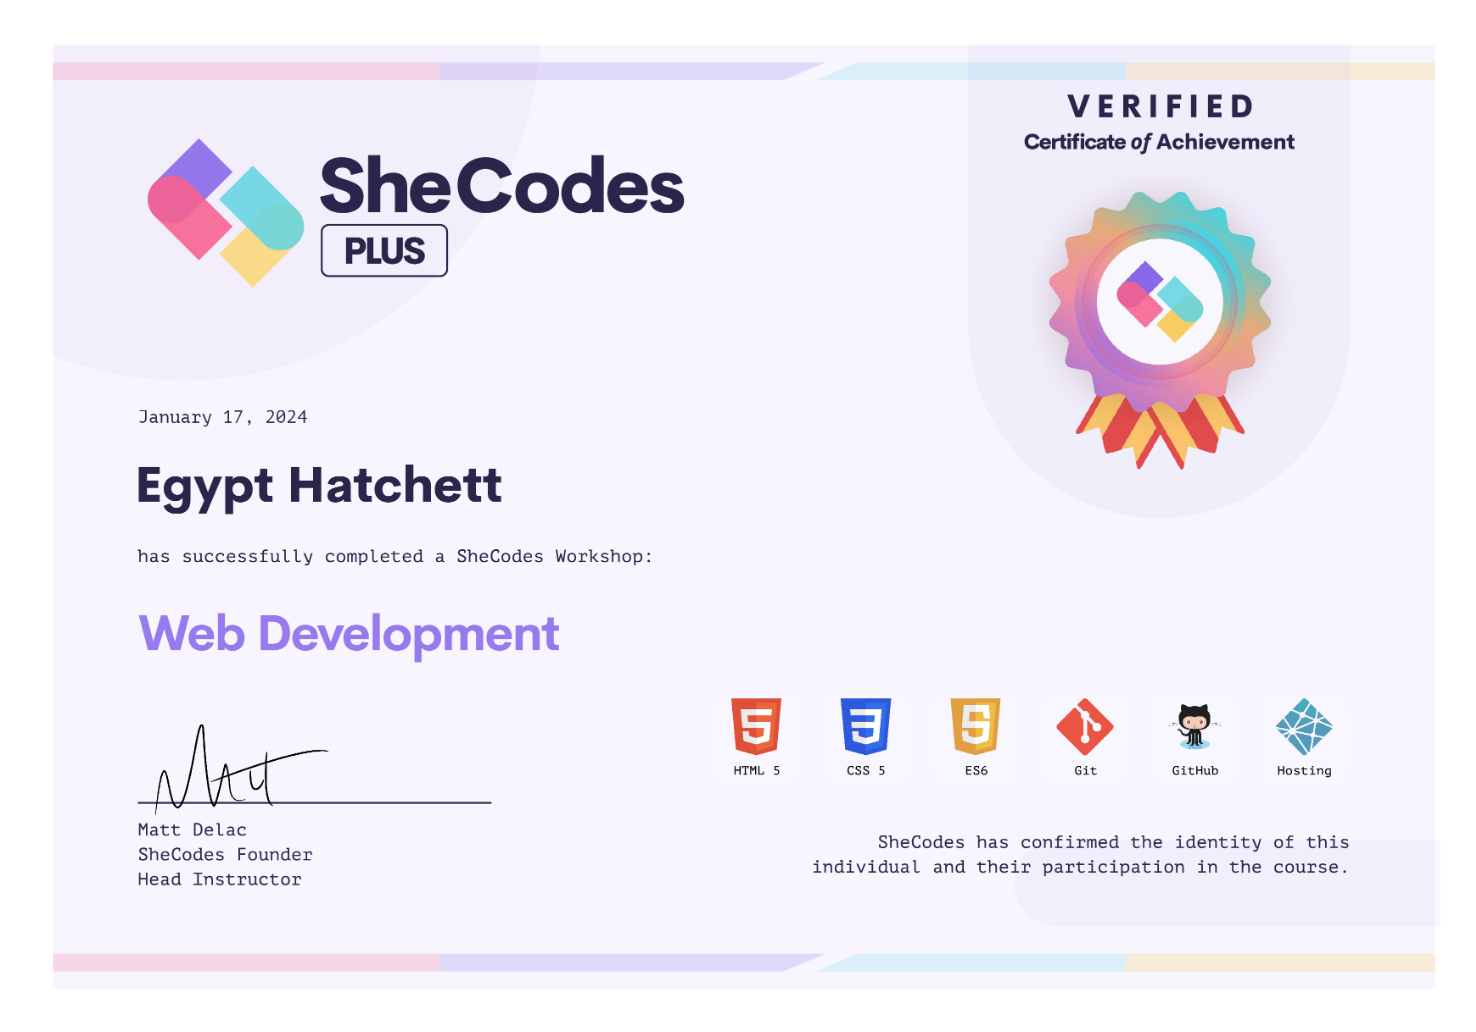 VERIFIED
Certificate of Achievement
SheCodes
PLUS
January 17, 2024
Egypt Hatchett
has successfully completed a SheCodes Workshop:
Web Development
HTML 5 CSS 5 ES6 Git GitHub Hosting
Matt Delac
SheCodes Founder
Head Instructor
SheCodes has confirmed the identity of this
individual and their participation in the course.